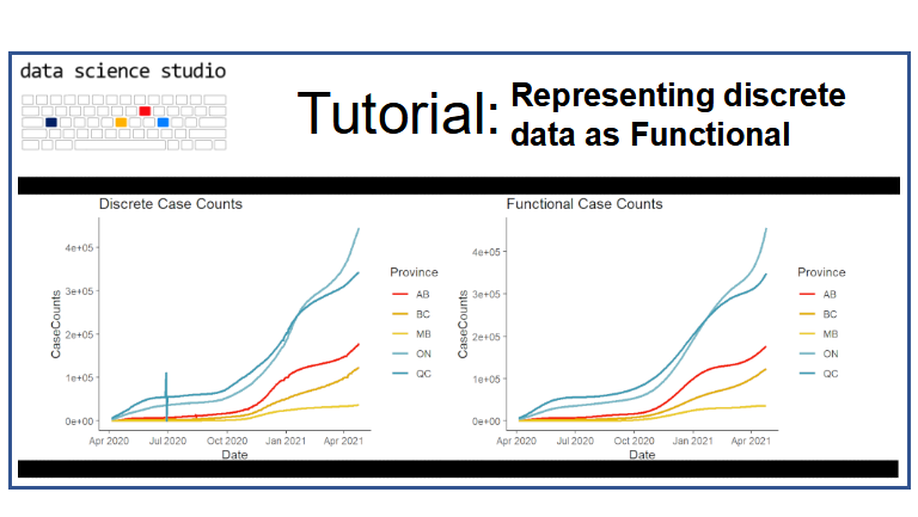 data science studio
Tutorial:
Representing discrete
data as Functional
Discrete Case Counts
CaseCounts
4e+05
3e+05
2e+05
1e+05
0e+00
Apr 2020
Jul 2020
Oct 2020
Jan 2021
Apr 2021
Date
Province
AB
BC
MB
ON
QC
Functional Case Counts
CaseCounts
4e+05
3e+05
2e+05
1e+05
0e+00
Apr 2020
Jul 2020
Oct 2020
Jan 2021
Apr 2021
Date
Province
AB
BC
MB
ON
QC